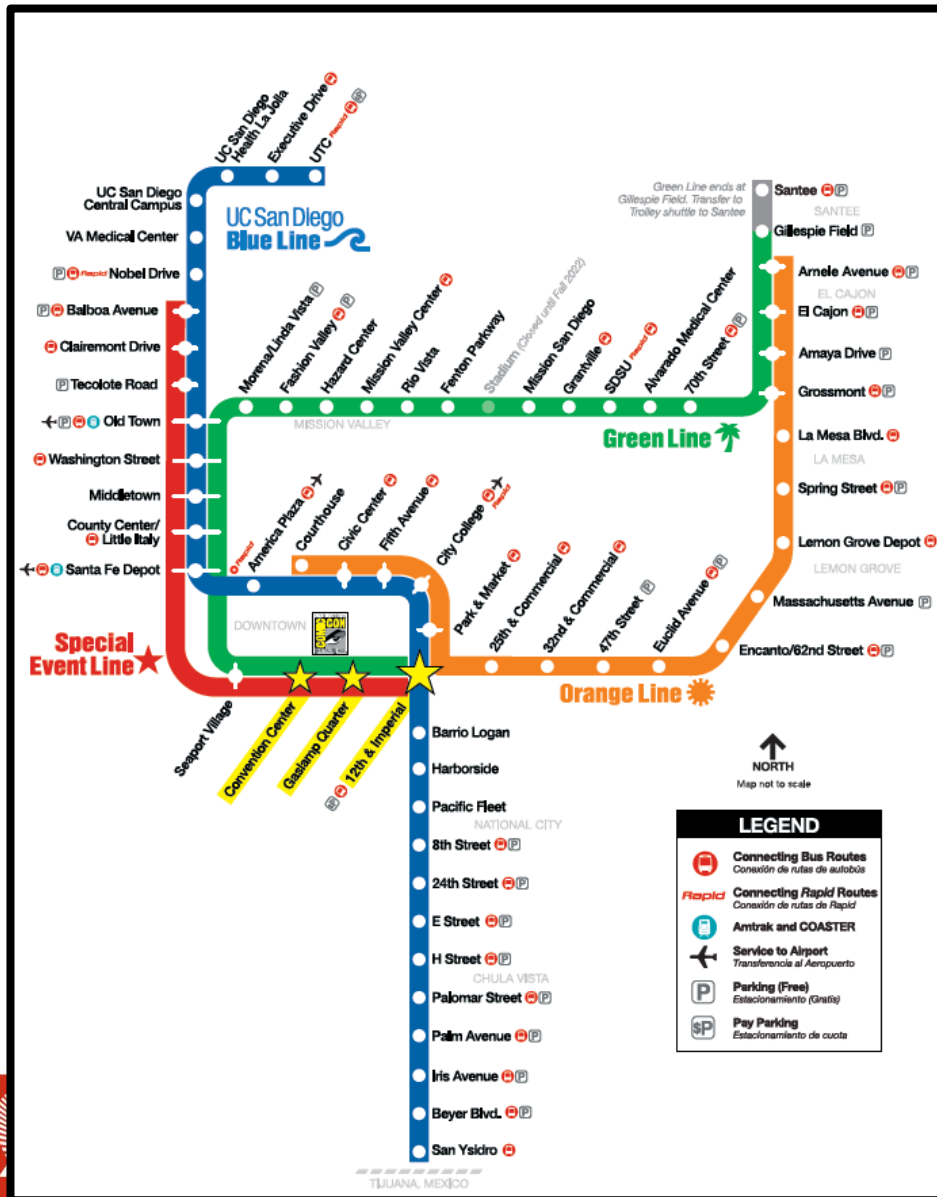 UC San Diego
Health La Jolla
Executive Drive
UTC Rapid $P
UC San Diego
Central Campus
VA Medical Center
P Rapid Nobel Drive
P Balboa Avenue
Clairemont Drive
P Tecolote Road
P Old Town
Washington Street
Middletown
County Center/
Little Italy
Santa Fe Depot
UC San Diego
Blue Line
Green Line ends at
Gillespie Field. Transfer to
Trolley shuttle to Santee
Santee P
SANTEE
Gillespie Field P
Arnele Avenue P
EL CAJON
El Cajon P
Amaya Drive P
Grossmont P
La Mesa Blvd.
LA MESA
Spring Street P
Lemon Grove Depot
LEMON GROVE
Massachusetts Avenue P
Encanto/62nd Street P
Morena/Linda Vista P
Fashion Valley P
Hazard Center
Mission Valley Center
Rio Vista
Fenton Parkway
Stadium (Closed until Fall 2022)
Mission San Diego
Grantville
SDSU Rapid
Alvarado Medical Center
70th Street P
MISSION VALLEY
Green Line
Rapid
America Plaza
Courthouse
Civic Center
Fifth Avenue
City College
Rapid
Park & Market
25th & Commercial
32nd & Commercial
47th Street P
Euclid Avenue P
DOWNTOWN
COMIC
CON
Special
Event Line
Orange Line
Seaport Village
Convention Center
Gaslamp Quarter
$P 12th & Imperial
Barrio Logan
Harborside
Pacific Fleet
NATIONAL CITY
8th Street P
24th Street P
E Street P
H Street P
CHULA VISTA
Palomar Street P
Palm Avenue P
Iris Avenue P
Beyer Blvd. P
San Ysidro
TIJUANA, MEXICO
NORTH
Map not to scale
LEGEND
Connecting Bus Routes
Conexión de rutas de autobús
Rapid Connecting Rapid Routes
Conexión de rutas de Rapid
Amtrak and COASTER
Service to Airport
Transferencia al Aeropuerto
P Parking (Free)
Estacionamiento (Gratis)
$P Pay Parking
Estacionamiento de cuota